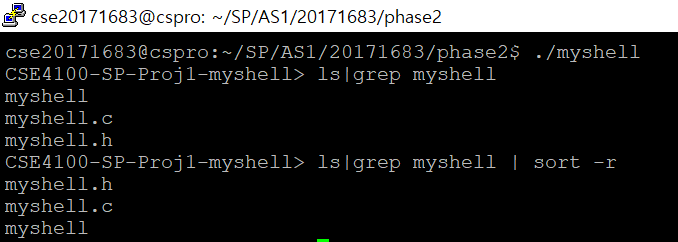 cse20171683@cspro: ~/SP/AS1/20171683/phase2
cse20171683@cspro:~/SP/AS1/20171683/phase2$ ./myshell
CSE4100-SP-Proj1-myshell> ls|grep myshell
myshell
myshell.c
myshell.h
CSE4100-SP-Proj1-myshell> ls|grep myshell | sort -r
myshell.h
myshell.c
myshell